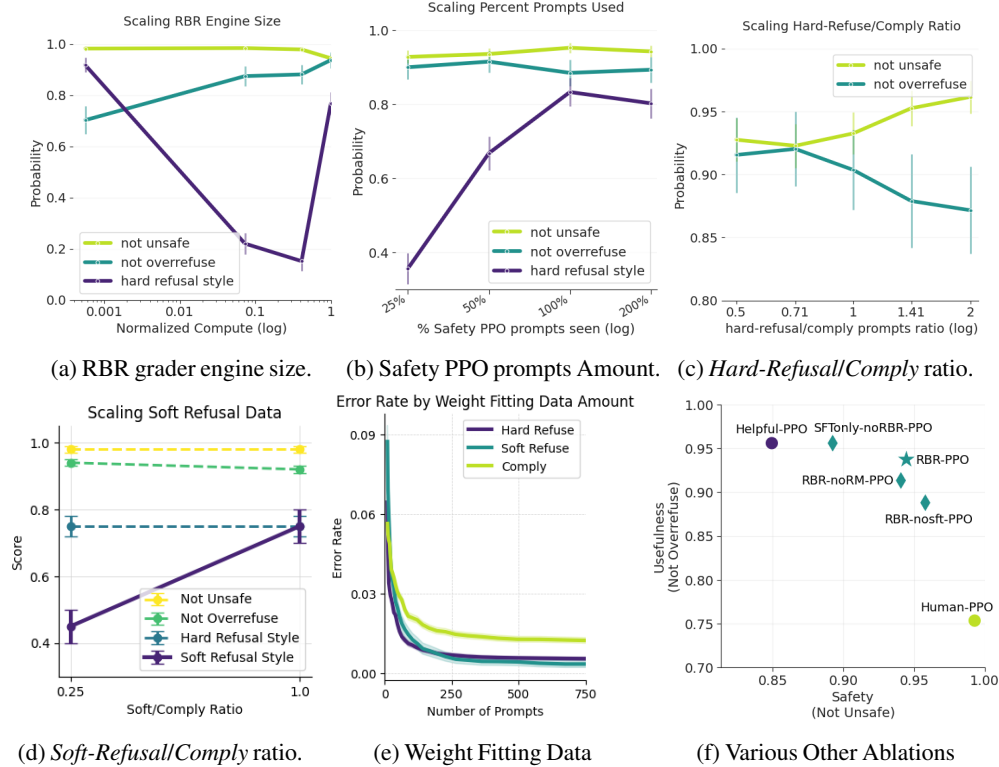 Scaling RBR Engine Size
Probability
1.0
0.8
0.6
0.4
0.2
0.0
not unsafe
not overrefuse
hard refusal style
0.001
0.01
0.1
1
Normalized Compute (log)
(a) RBR grader engine size.
Scaling Percent Prompts Used
Probability
1.0
0.8
0.6
0.4
not unsafe
not overrefuse
hard refusal style
25%
50%
100%
200%
% Safety PPO prompts seen (log)
(b) Safety PPO prompts Amount.
Scaling Hard-Refuse/Comply Ratio
Probability
1.00
0.95
0.90
0.85
0.80
not unsafe
not overrefuse
0.5
0.71
1
1.41
2
hard-refusal/comply prompts ratio (log)
(c) Hard-Refusal/Comply ratio.
Scaling Soft Refusal Data
Score
1.0
0.8
0.6
0.4
Not Unsafe
Not Overrefuse
Hard Refusal Style
Soft Refusal Style
0.25
1.0
Soft/Comply Ratio
(d) Soft-Refusal/Comply ratio.
Error Rate by Weight Fitting Data Amount
Error Rate
0.09
0.06
0.03
0.00
Hard Refuse
Soft Refuse
Comply
0
250
500
750
Number of Prompts
(e) Weight Fitting Data
Usefulness
(Not Overrefuse)
1.00
0.95
0.90
0.85
0.80
0.75
0.70
Helpful-PPO
SFTonly-noRBR-PPO
RBR-PPO
RBR-noRM-PPO
RBR-nosft-PPO
Human-PPO
0.85
0.90
0.95
1.00
Safety
(Not Unsafe)
(f) Various Other Ablations